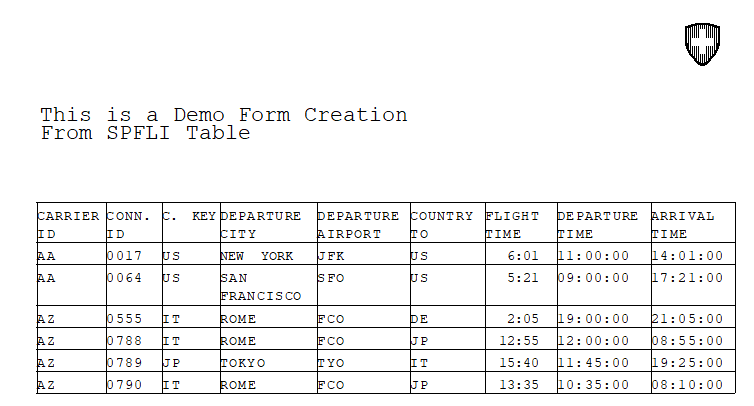 This is a Demo Form Creation
From SPFLI Table
CARRIER ID CONN. ID C. KEY DEPARTURE CITY DEPARTURE AIRPORT COUNTRY TO FLIGHT TIME DEPARTURE TIME ARRIVAL TIME
AA 0017 US NEW YORK JFK US 6:01 11:00:00 14:01:00
AA 0064 US SAN FRANCISCO SFO US 5:21 09:00:00 17:21:00
AZ 0555 IT ROME FCO DE 2:05 19:00:00 21:05:00
AZ 0788 IT ROME FCO JP 12:55 12:00:00 08:55:00
AZ 0789 JP TOKYO TYO IT 15:40 11:45:00 19:25:00
AZ 0790 IT ROME FCO JP 13:35 10:35:00 08:10:00